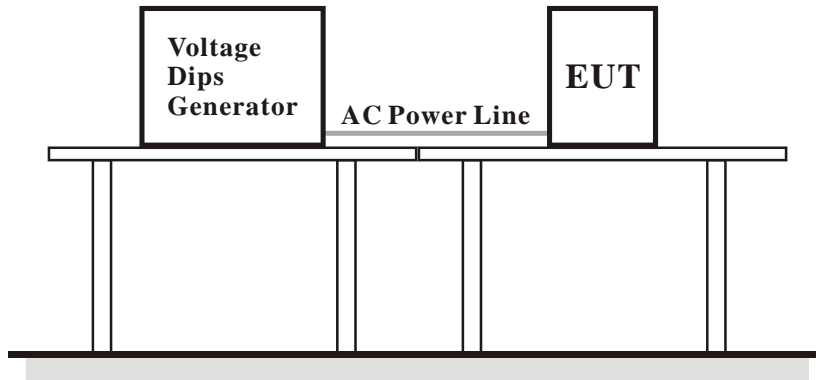 Voltage
Dips
Generator
AC Power Line
EUT